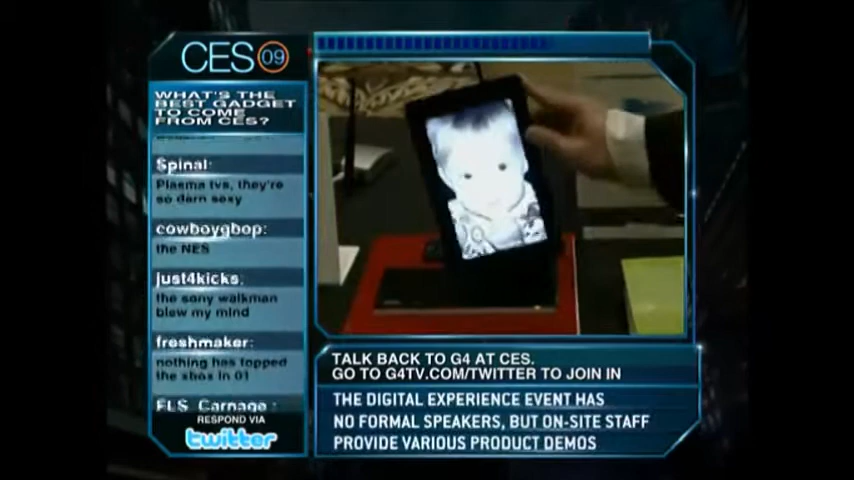 CES 09
WHAT'S THE
BEST GADGET
TO COME
FROM CES?
Spinal:
Plasma tvs, they're
so darn sexy
cowboygbop:
the NES
just4kicks:
the sony walkman
blew my mind
freshmaker:
nothing has topped
the xbox in 01
FLS_Carnage :
RESPOND VIA
twitter
TALK BACK TO G4 AT CES.
GO TO G4TV.COM/TWITTER TO JOIN IN
THE DIGITAL EXPERIENCE EVENT HAS
NO FORMAL SPEAKERS, BUT ON-SITE STAFF
PROVIDE VARIOUS PRODUCT DEMOS